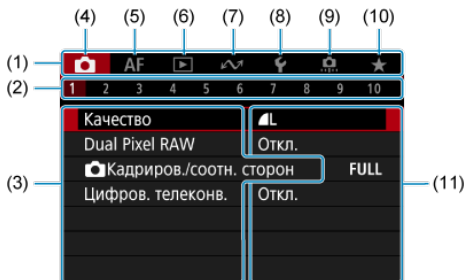 (4) (5) (6) (7) (8) (9) (10)
(1) AF
(2) 1 2 3 4 5 6 7 8 9 10
Качество L
Dual Pixel RAW Откл.
Кадриров./соотн. сторон FULL
(3) (11)
Цифров. телеконв. Откл.